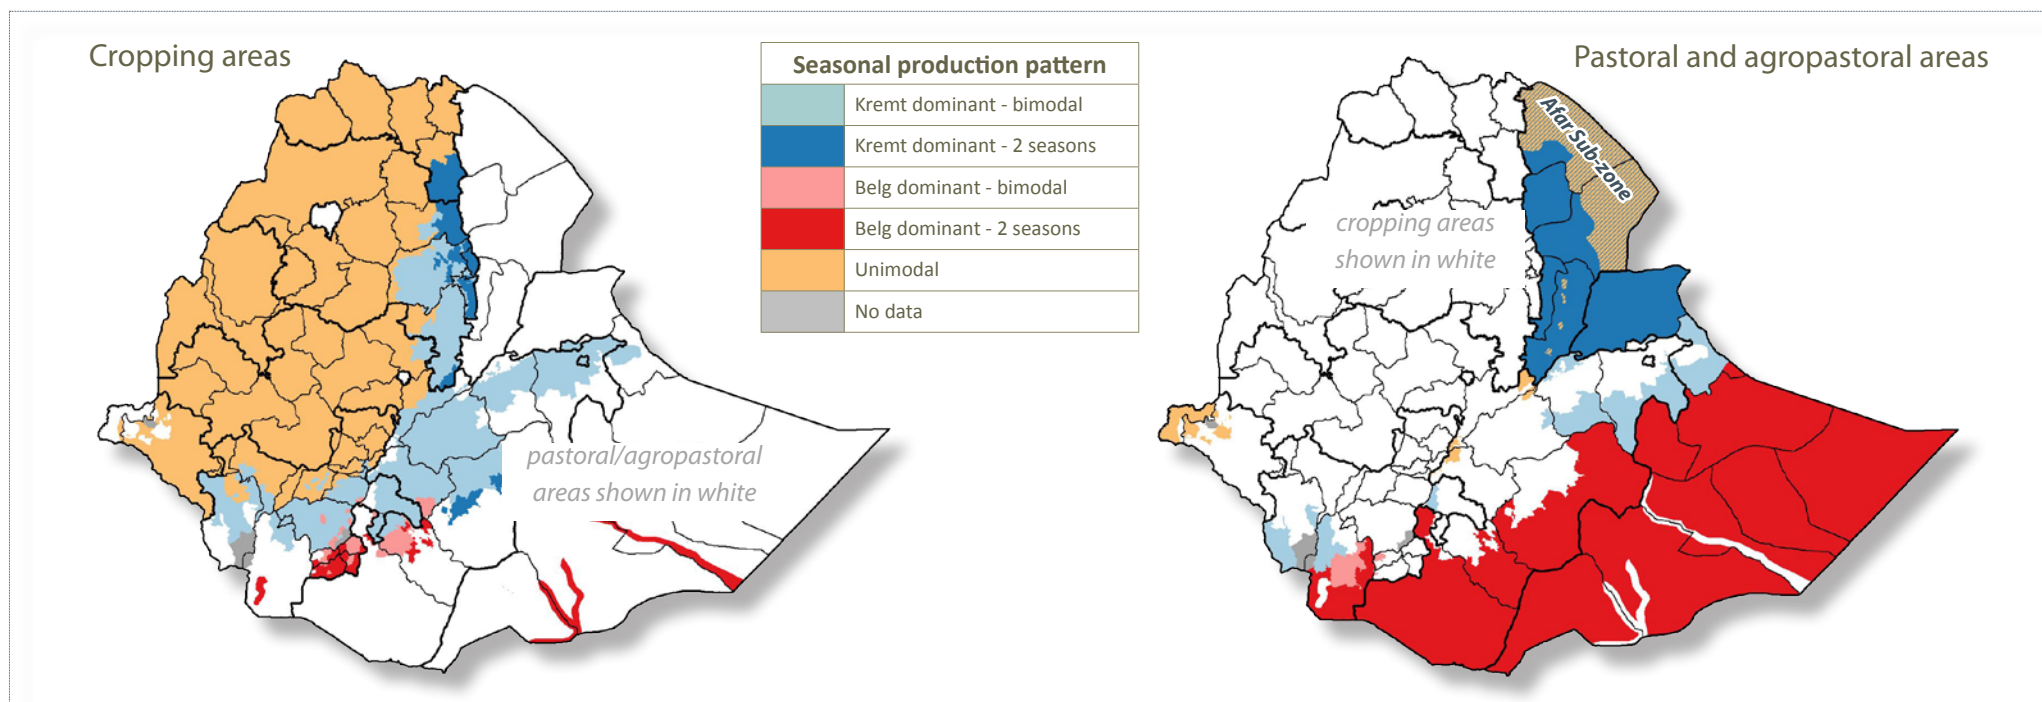 Cropping areas
Seasonal production pattern
Kremt dominant - bimodal
Kremt dominant - 2 seasons
Belg dominant - bimodal
Belg dominant - 2 seasons
Unimodal
No data
pastoral/agropastoral
areas shown in white
Pastoral and agropastoral areas
Afar Sub-zone
cropping areas
shown in white